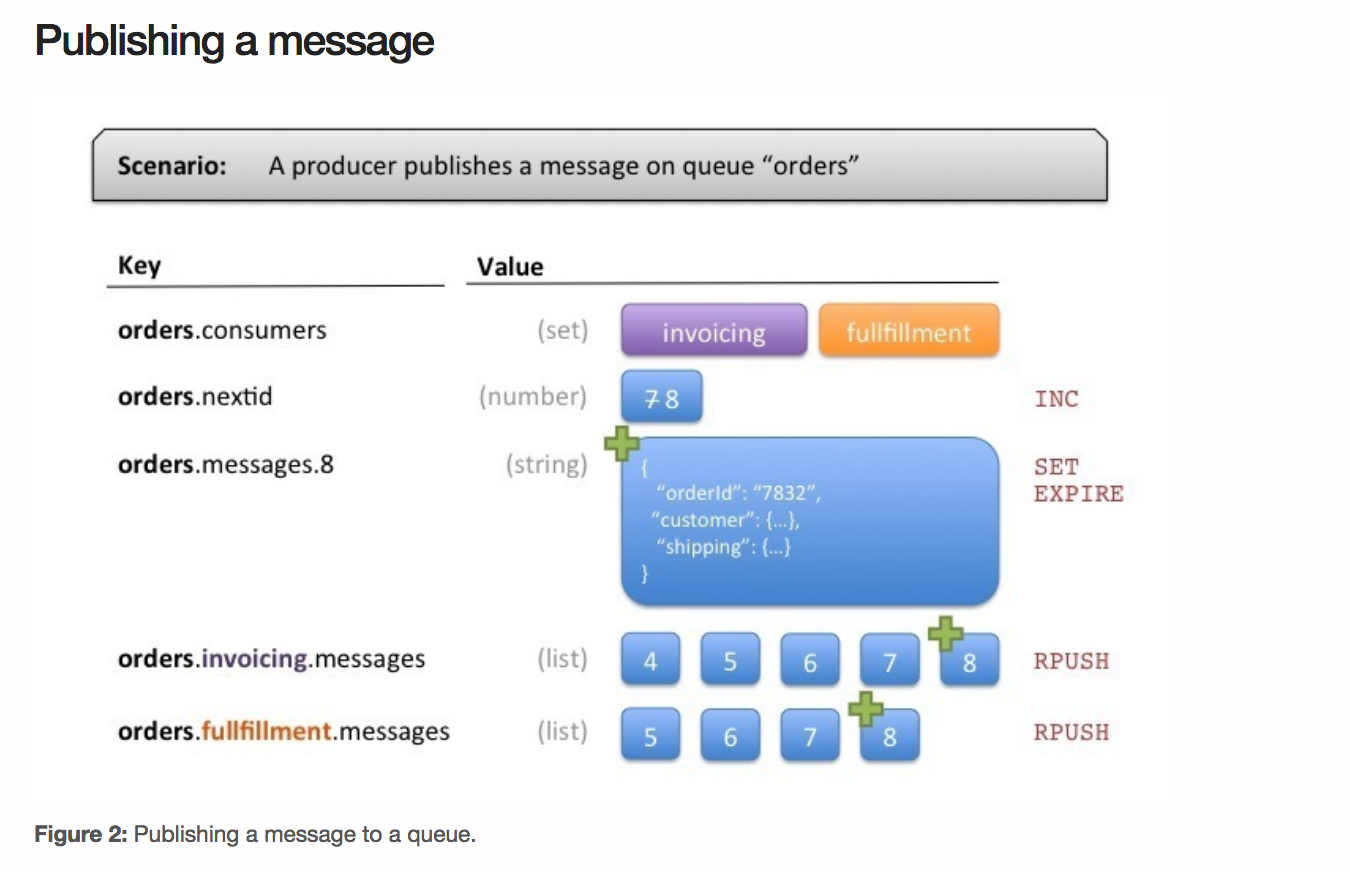 Publishing a message
Scenario: A producer publishes a message on queue “orders”
Key Value
orders.consumers (set) invoicing fullfillment
orders.nextid (number) 7 8 INC
orders.messages.8 (string) { SET
“orderId”: “7832”, EXPIRE
“customer”: {...},
“shipping”: {...}
}
orders.invoicing.messages (list) 4 5 6 7 8 RPUSH
orders.fullfillment.messages (list) 5 6 7 8 RPUSH
Figure 2: Publishing a message to a queue.